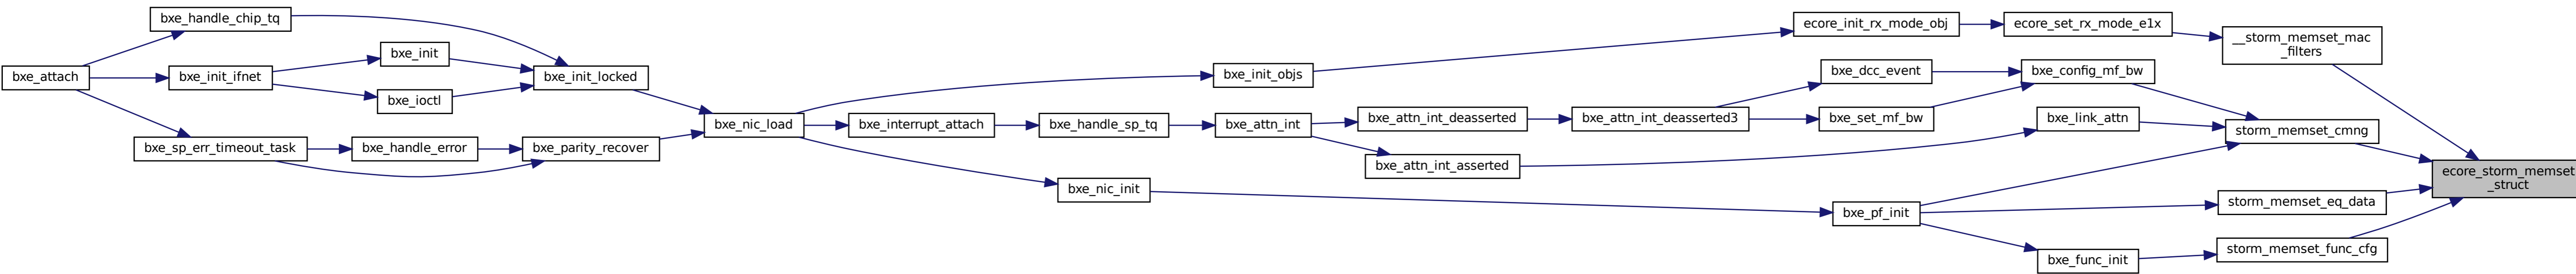 bxe_handle_chip_tq
ecore_init_rx_mode_obj
ecore_set_rx_mode_e1x
__storm_memset_mac
_filters
bxe_init
bxe_attach
bxe_init_ifnet
bxe_init_locked
bxe_init_objs
bxe_dcc_event
bxe_config_mf_bw
bxe_ioctl
bxe_nic_load
bxe_interrupt_attach
bxe_handle_sp_tq
bxe_attn_int
bxe_attn_int_deasserted
bxe_attn_int_deasserted3
bxe_set_mf_bw
bxe_link_attn
storm_memset_cmng
bxe_sp_err_timeout_task
bxe_handle_error
bxe_parity_recover
bxe_attn_int_asserted
ecore_storm_memset
_struct
bxe_nic_init
bxe_pf_init
storm_memset_eq_data
bxe_func_init
storm_memset_func_cfg